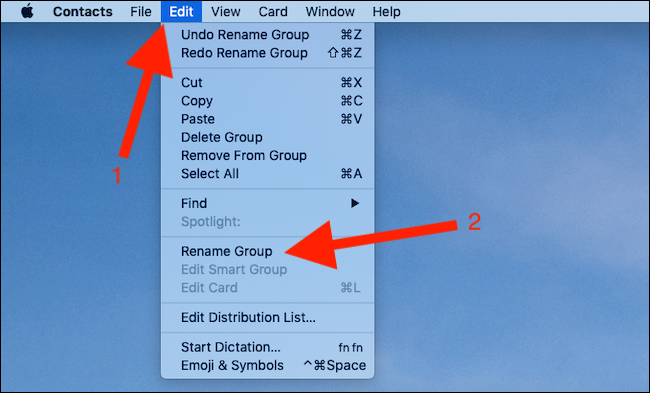 Contacts File Edit View Card Window Help
Undo Rename Group ⌘Z
Redo Rename Group ⇧⌘Z
Cut ⌘X
Copy ⌘C
Paste ⌘V
Delete Group
Remove From Group
Select All ⌘A
Find ▶
Spotlight:
Rename Group
Edit Smart Group
Edit Card ⌘L
Edit Distribution List...
Start Dictation... fn fn
Emoji & Symbols ^⌘Space
1
2